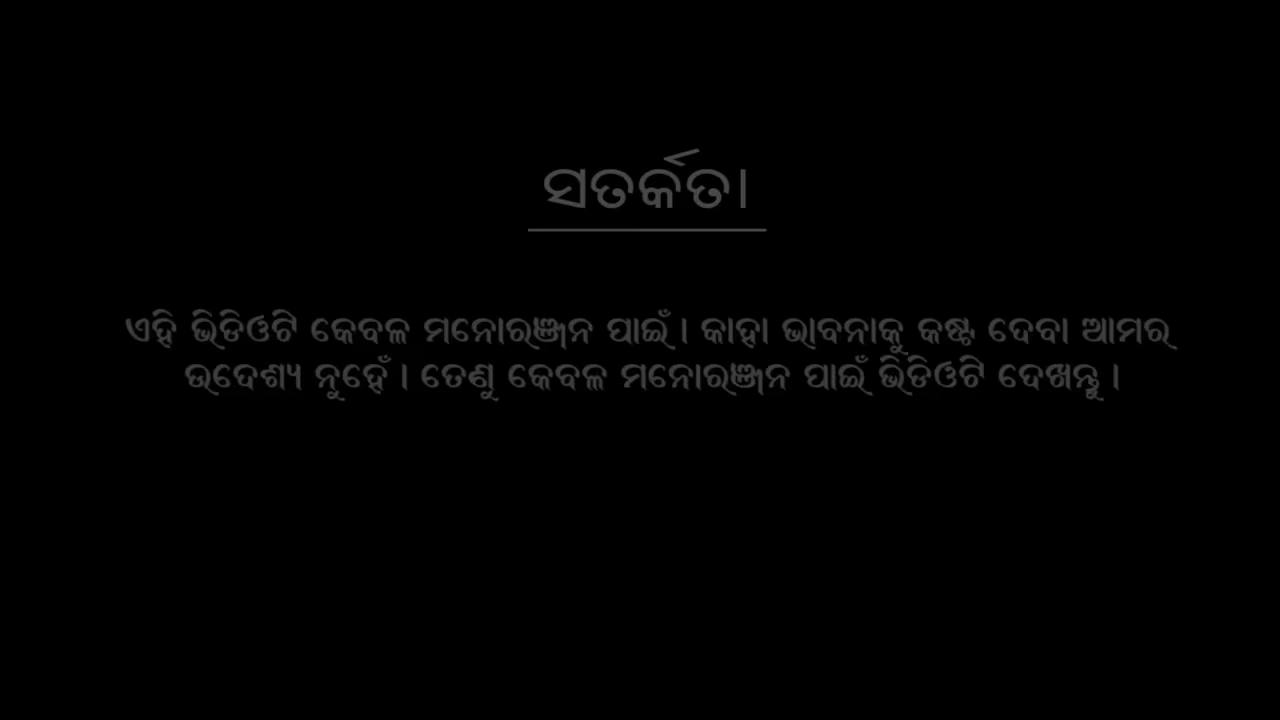 ସତର୍କତା
ଏହି ଭିଡିଓଟି କେବଳ ମନୋରଞ୍ଜନ ପାଇଁ । କାହା ଭାବନାକୁ କଷ୍ଟ ଦେବା ଆମର୍
ଉଦେଶ୍ୟ ନୁହେଁ । ତେଣୁ କେବଳ ମନୋରଞ୍ଜନ ପାଇଁ ଭିଡିଓଟି ଦେଖନ୍ତୁ ।